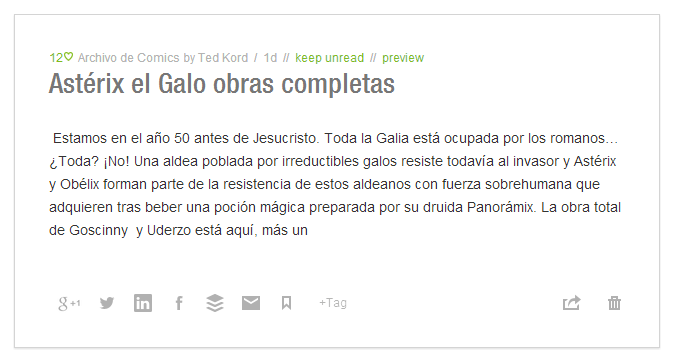 12♡ Archivo de Comics by Ted Kord / 1d // keep unread // preview
Astérix el Galo obras completas
Estamos en el año 50 antes de Jesucristo. Toda la Galia está ocupada por los romanos…
¿Toda? ¡No! Una aldea poblada por irreductibles galos resiste todavía al invasor y Astérix
y Obélix forman parte de la resistencia de estos aldeanos con fuerza sobrehumana que
adquieren tras beber una poción mágica preparada por su druida Panorámix. La obra total
de Goscinny  y Uderzo está aquí, más un
g+1 in f +Tag